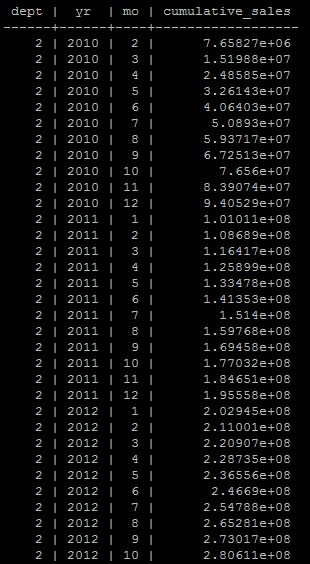 dept | yr | mo | cumulative_sales
------+------+----+------------------
2 | 2010 | 2 | 7.65827e+06
2 | 2010 | 3 | 1.51988e+07
2 | 2010 | 4 | 2.48585e+07
2 | 2010 | 5 | 3.26143e+07
2 | 2010 | 6 | 4.06403e+07
2 | 2010 | 7 | 5.0893e+07
2 | 2010 | 8 | 5.93717e+07
2 | 2010 | 9 | 6.72513e+07
2 | 2010 | 10 | 7.656e+07
2 | 2010 | 11 | 8.39074e+07
2 | 2010 | 12 | 9.40529e+07
2 | 2011 | 1 | 1.01011e+08
2 | 2011 | 2 | 1.08689e+08
2 | 2011 | 3 | 1.16417e+08
2 | 2011 | 4 | 1.25899e+08
2 | 2011 | 5 | 1.33478e+08
2 | 2011 | 6 | 1.41353e+08
2 | 2011 | 7 | 1.514e+08
2 | 2011 | 8 | 1.59768e+08
2 | 2011 | 9 | 1.69458e+08
2 | 2011 | 10 | 1.77032e+08
2 | 2011 | 11 | 1.84651e+08
2 | 2011 | 12 | 1.95558e+08
2 | 2012 | 1 | 2.02945e+08
2 | 2012 | 2 | 2.11001e+08
2 | 2012 | 3 | 2.20907e+08
2 | 2012 | 4 | 2.28735e+08
2 | 2012 | 5 | 2.36556e+08
2 | 2012 | 6 | 2.4669e+08
2 | 2012 | 7 | 2.54788e+08
2 | 2012 | 8 | 2.65281e+08
2 | 2012 | 9 | 2.73017e+08
2 | 2012 | 10 | 2.80611e+08